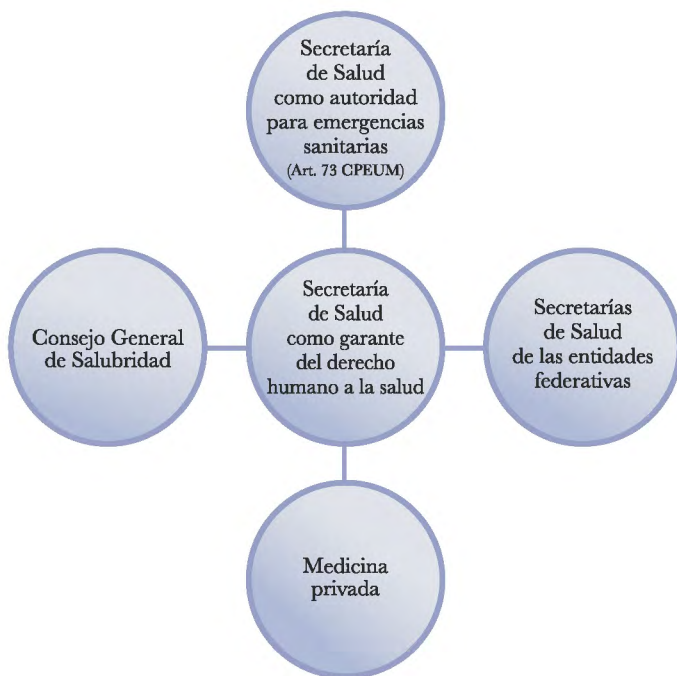 Secretaría
de Salud
como autoridad
para emergencias
sanitarias
(Art. 73 CPEUM)
Consejo General
de Salubridad
Secretaría
de Salud
como garante
del derecho
humano a la salud
Secretarías
de Salud
de las entidades
federativas
Medicina
privada